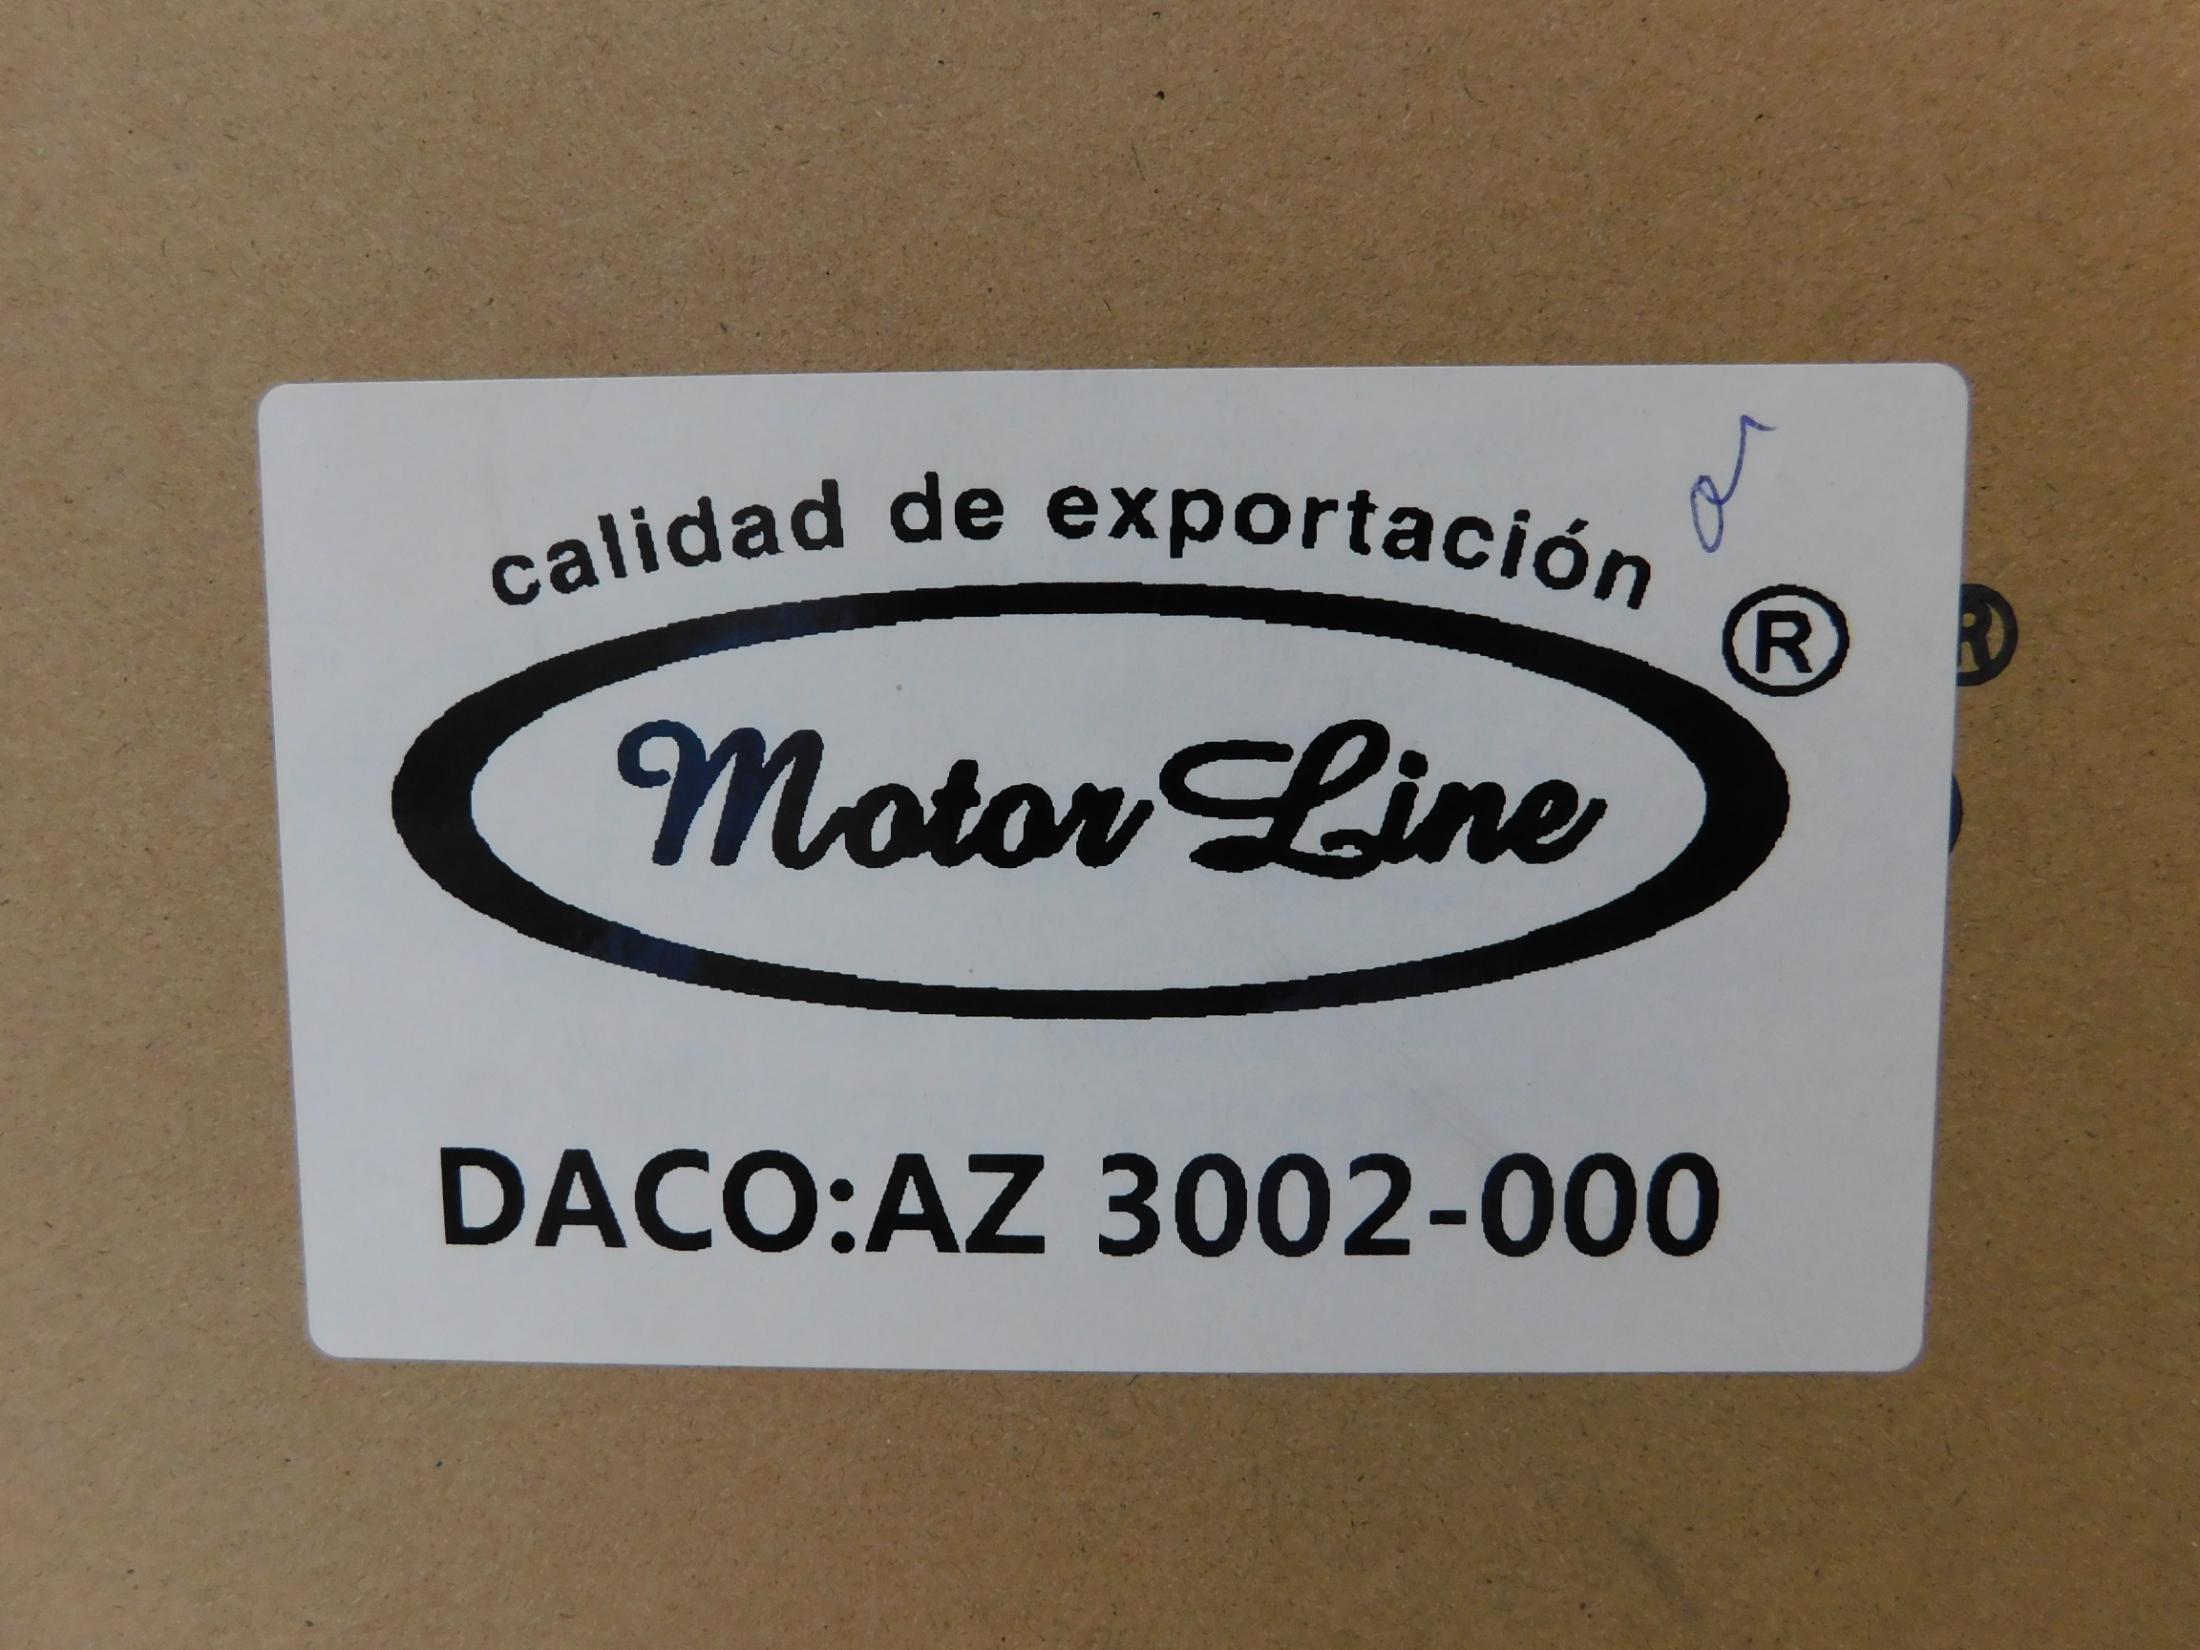 calidad de exportación
Motor Line ®
DACO:AZ 3002-000
®